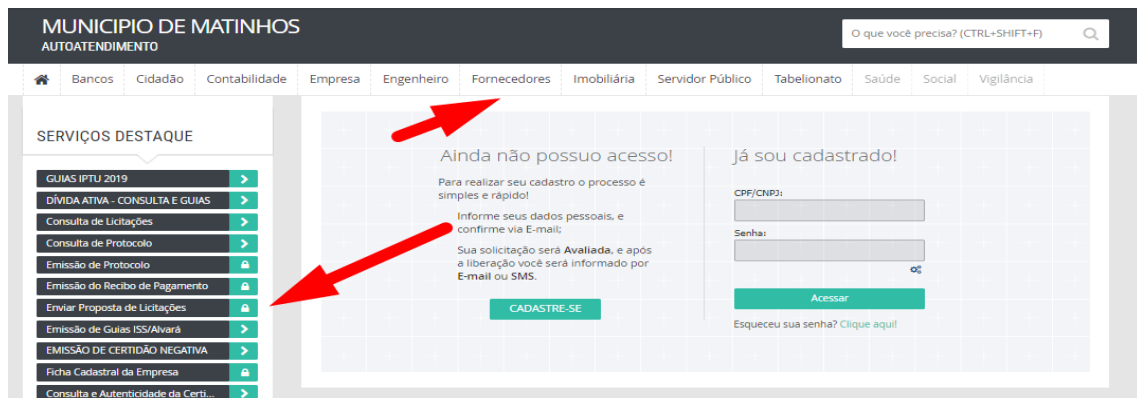 MUNICIPIO DE MATINHOS
AUTOATENDIMENTO
O que você precisa? (CTRL+SHIFT+F)
Bancos Cidadão Contabilidade Empresa Engenheiro Fornecedores Imobiliária Servidor Público Tabelionato Saúde Social Vigilância
SERVIÇOS DESTAQUE
GUIAS IPTU 2019
DÍVIDA ATIVA - CONSULTA E GUIAS
Consulta de Licitações
Consulta de Protocolo
Emissão de Protocolo
Emissão do Recibo de Pagamento
Enviar Proposta de Licitações
Emissão de Guias ISS/Alvará
EMISSÃO DE CERTIDÃO NEGATIVA
Ficha Cadastral da Empresa
Consulta e Autenticidade da Certi...
Ainda não possuo acesso!
Para realizar seu cadastro o processo é
simples e rápido!
Informe seus dados pessoais, e
confirme via E-mail;
Sua solicitação será Avaliada, e após
a liberação você será informado por
E-mail ou SMS.
CADASTRE-SE
Já sou cadastrado!
CPF/CNPJ:
Senha:
Acessar
Esqueceu sua senha? Clique aqui!